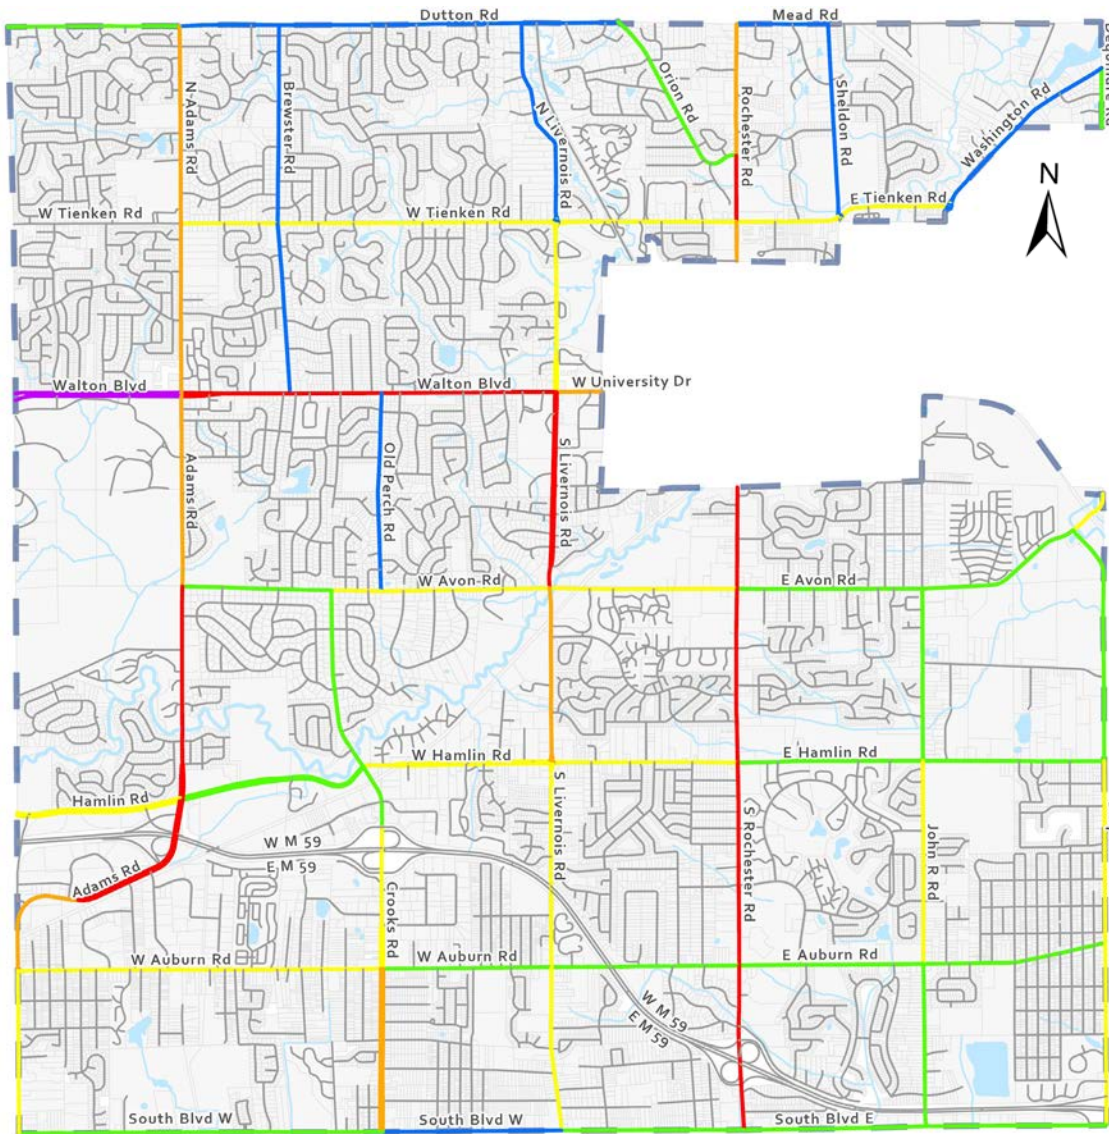 Dutton Rd
Mead Rd
N Adams Rd
Brewster Rd
N Livernois Rd
Orion Rd
Rochester Rd
Sheldon Rd
Washington Rd
N
W Tienken Rd
W Tienken Rd
E Tienken Rd
Walton Blvd
Walton Blvd
W University Dr
Adams Rd
Old Perch Rd
S Livernois Rd
W Avon Rd
E Avon Rd
W Hamlin Rd
E Hamlin Rd
Hamlin Rd
S Livernois Rd
S Rochester Rd
John R Rd
W M 59
E M 59
Adams Rd
Crooks Rd
W Auburn Rd
W Auburn Rd
E Auburn Rd
W M 59
E M 59
South Blvd W
South Blvd W
South Blvd E